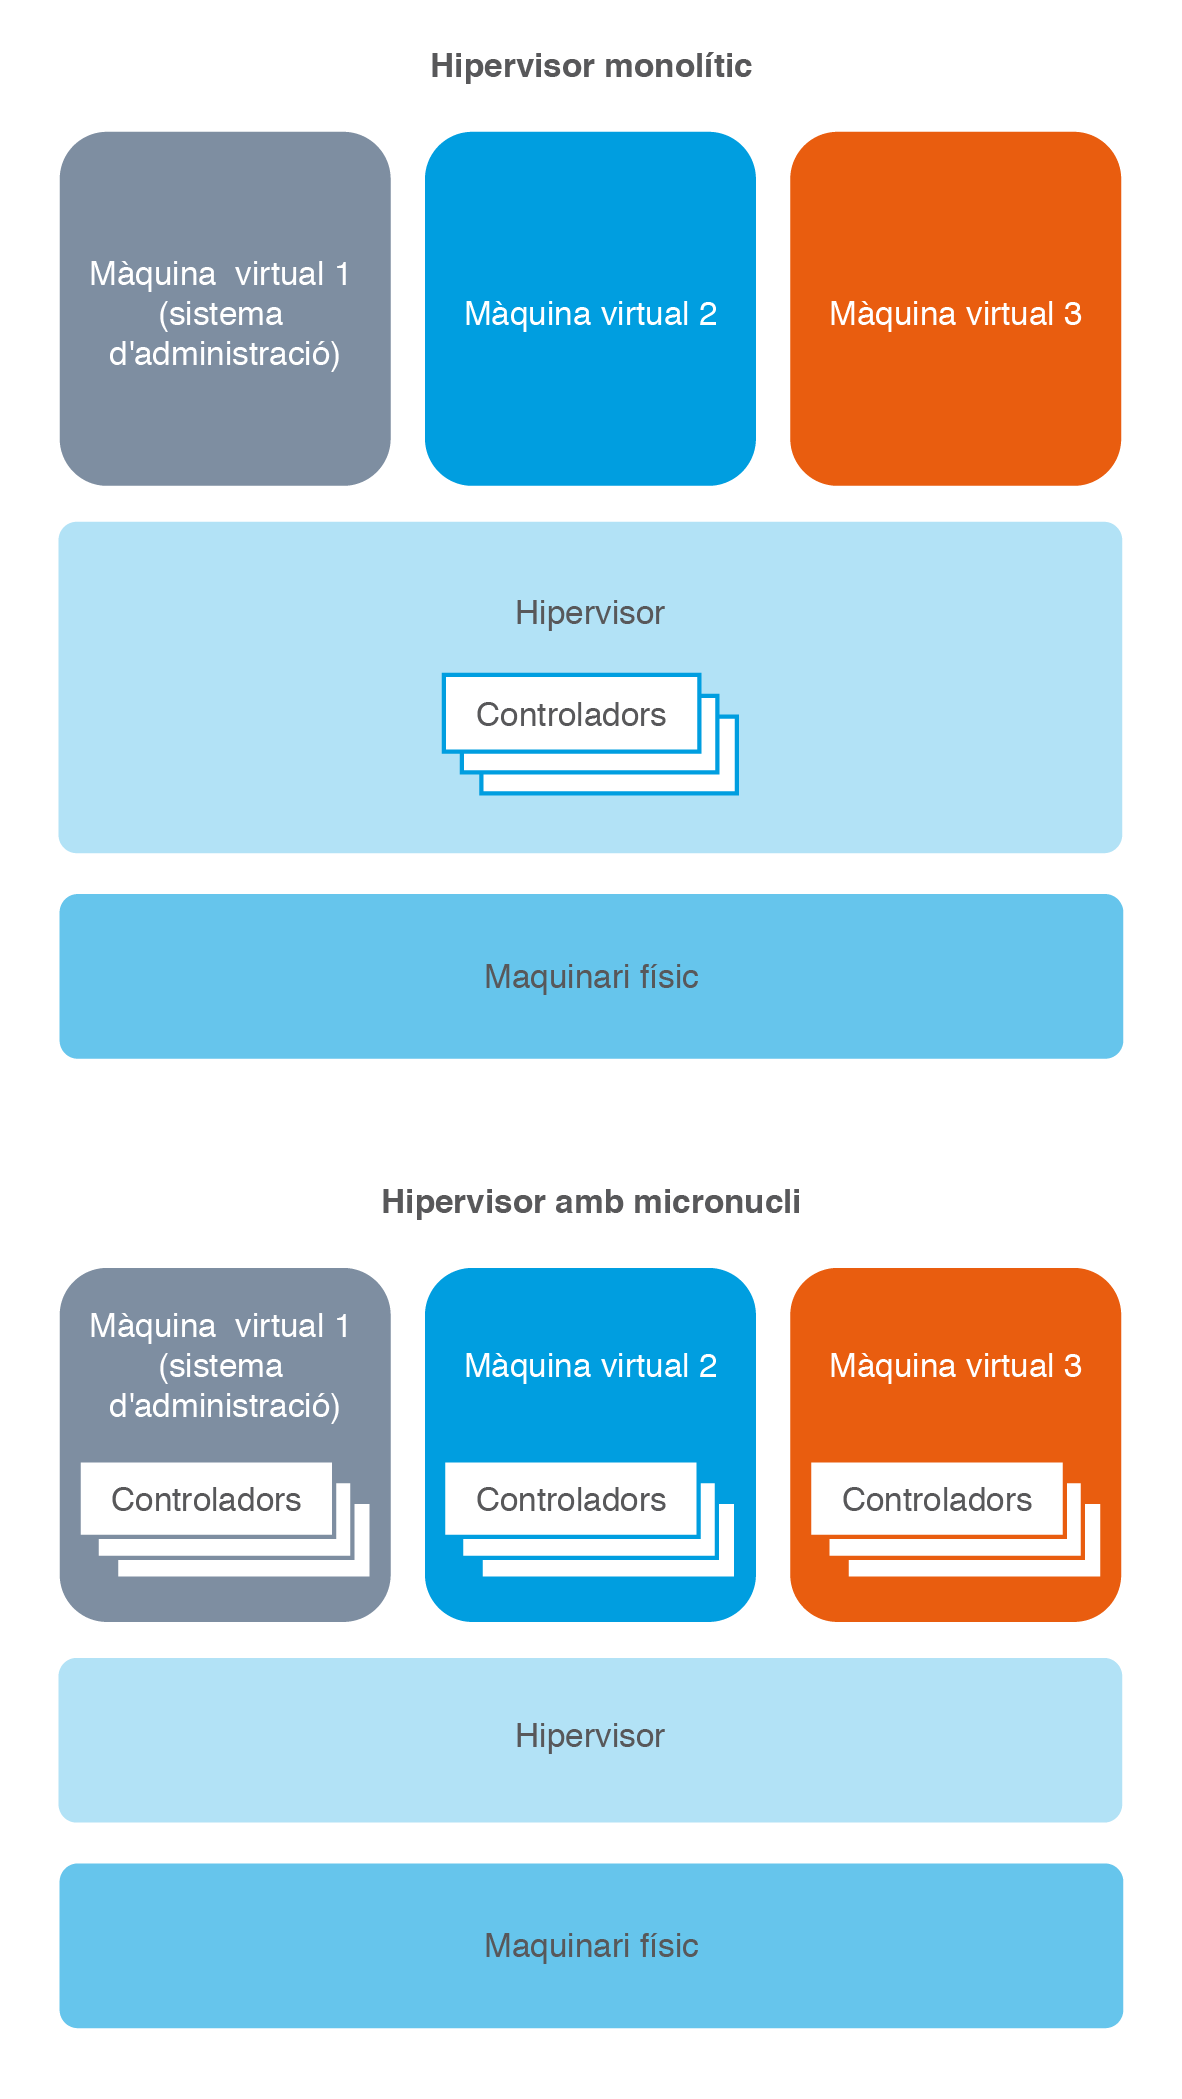 Hipervisor monolític
Màquina  virtual 1
(sistema
d'administració)
Màquina virtual 2
Màquina virtual 3
Hipervisor
Controladors
Maquinari físic
Hipervisor amb micronucli
Màquina  virtual 1
(sistema
d'administració)
Màquina virtual 2
Màquina virtual 3
Controladors
Controladors
Controladors
Hipervisor
Maquinari físic